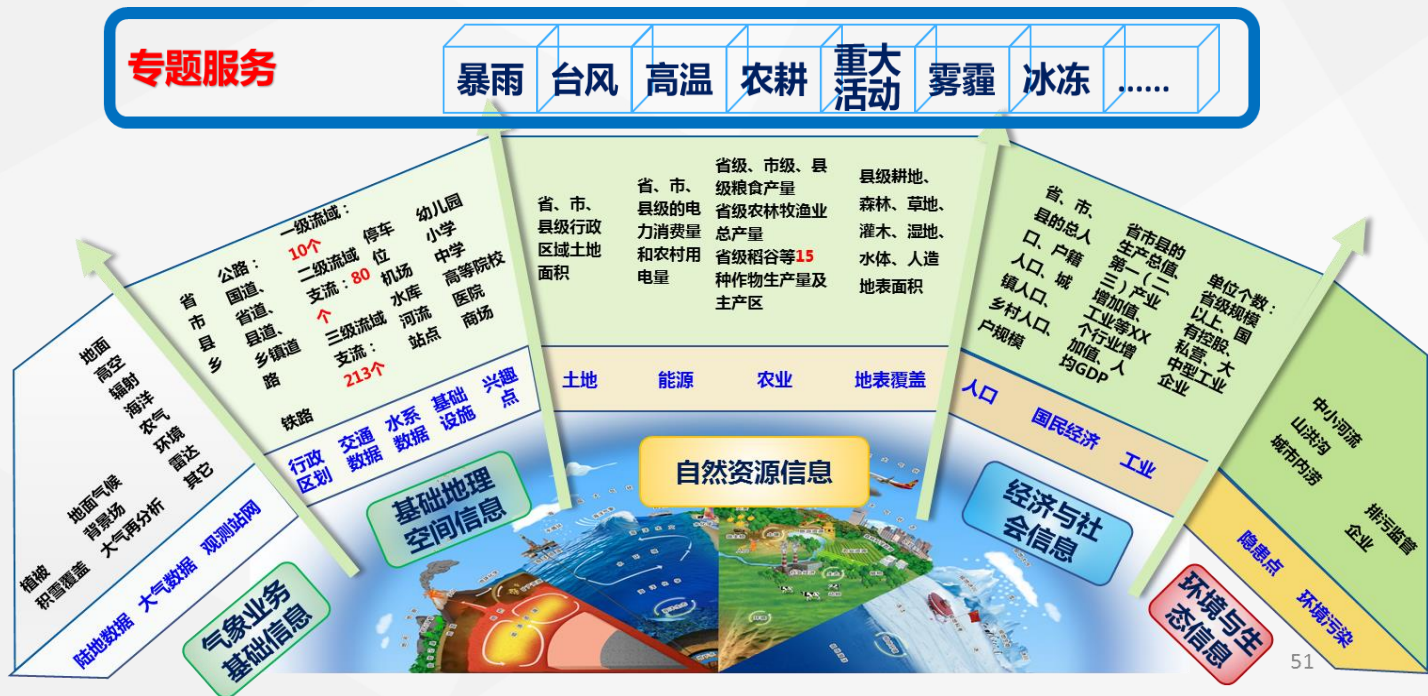 专题服务
暴雨
台风
高温
农耕
重大
活动
雾霾
冰冻
……
植被
积雪覆盖
地面气候
背景场
大气再分析
地面
高空
辐射
海洋
农气
环境
雷达
其它
陆地数据
大气数据
观测站网
气象业务
基础信息
省
市
县
乡
公路：
国道、
省道、
县道、
乡镇道
路
铁路
一级流域：
10个
二级流域
支流：80
个
三级流域
支流：
213个
停车
位
机场
水库
河流
站点
幼儿园
小学
中学
高等院校
医院
商场
行政
区划
交通
数据
水系
数据
基础
设施
兴趣
点
基础地理
空间信息
省、市、
县级行政
区域土地
面积
省、市、
县级的电
力消费量
和农村用
电量
省级、市级、县
级粮食产量
省级农林牧渔业
总产量
省级稻谷等15
种作物生产量及
主产区
县级耕地、
森林、草地、
灌木、湿地、
水体、人造
地表面积
土地
能源
农业
地表覆盖
自然资源信息
省、市、
县的总人
口、户籍
人口、城
镇人口、
乡村人口、
户规模
省市县的
生产总值、
第一（二、
三）产业
增加值、
工业等XX
个行业增
加值、人
均GDP
单位个数：
省级规模
以上、国
有控股、
私营、大
中型工业
企业
人口
国民经济
工业
经济与社
会信息
中小河流
山洪沟
城市内涝
排污监管
企业
隐患点
环境污染
环境与生
态信息
51